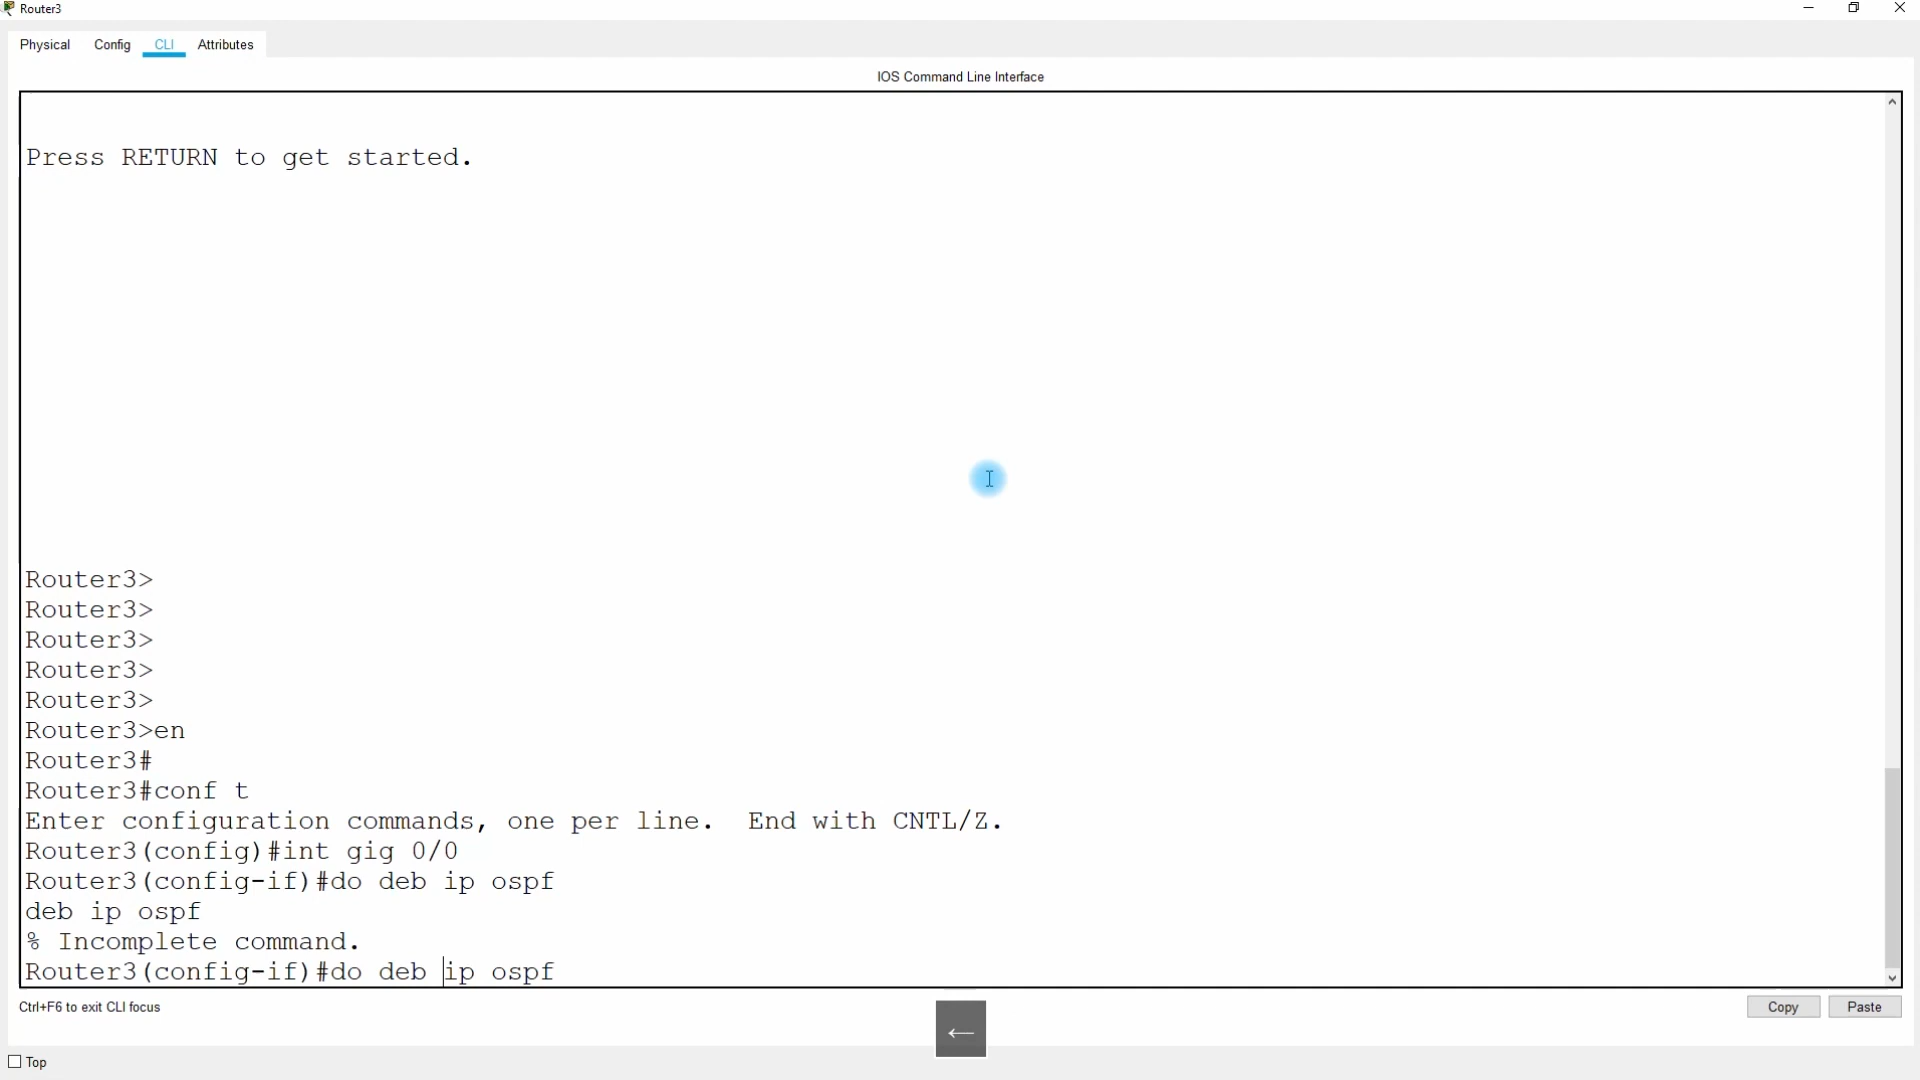 Router3
Physical Config CLI Attributes
IOS Command Line Interface
Press RETURN to get started.
Router3>
Router3>
Router3>
Router3>
Router3>
Router3>en
Router3#
Router3#conf t
Enter configuration commands, one per line.  End with CNTL/Z.
Router3(config)#int gig 0/0
Router3(config-if)#do deb ip ospf
deb ip ospf
% Incomplete command.
Router3(config-if)#do deb ip ospf
Ctrl+F6 to exit CLI focus
Copy Paste
←
Top